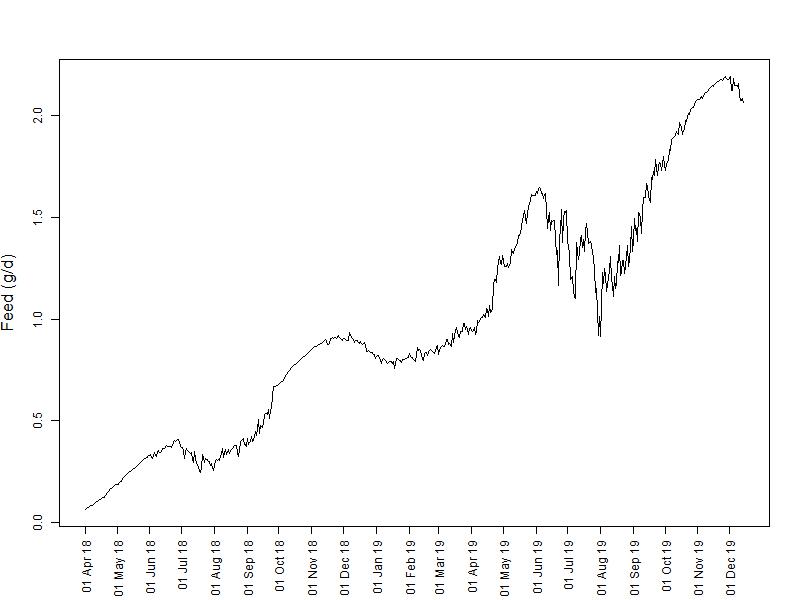 Feed (g/d)
2.0
1.5
1.0
0.5
0.0
01 Apr 18
01 May 18
01 Jun 18
01 Jul 18
01 Aug 18
01 Sep 18
01 Oct 18
01 Nov 18
01 Dec 18
01 Jan 19
01 Feb 19
01 Mar 19
01 Apr 19
01 May 19
01 Jun 19
01 Jul 19
01 Aug 19
01 Sep 19
01 Oct 19
01 Nov 19
01 Dec 19